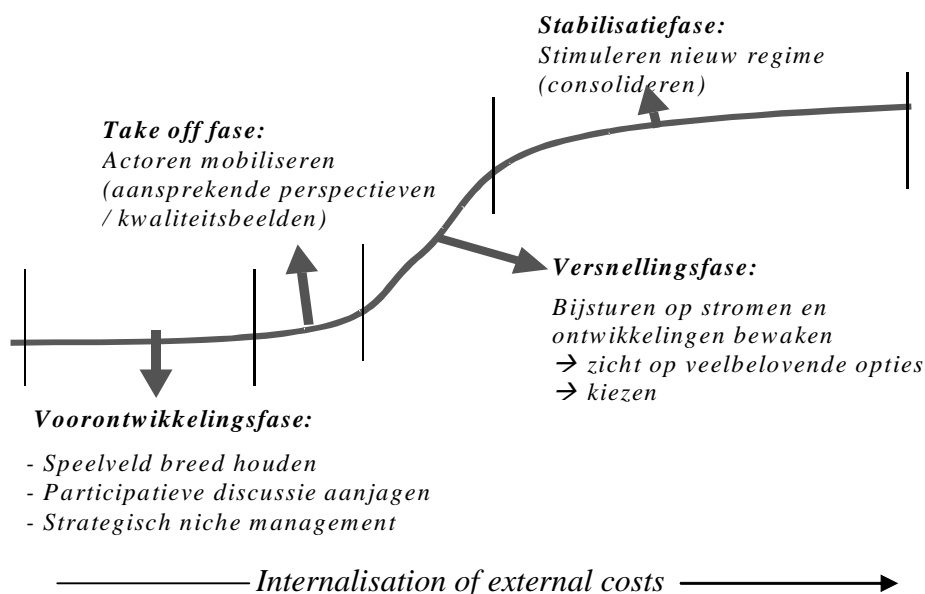 Stabilisatiefase:
Stimuleren nieuw regime
(consolideren)
Take off fase:
Actoren mobiliseren
(aansprekende perspectieven
/ kwaliteitsbeelden)
Versnellingsfase:
Bijsturen op stromen en
ontwikkelingen bewaken
→ zicht op veelbelovende opties
→ kiezen
Voorontwikkelingsfase:
- Speelveld breed houden
- Participatieve discussie aanjagen
- Strategisch niche management
Internalisation of external costs